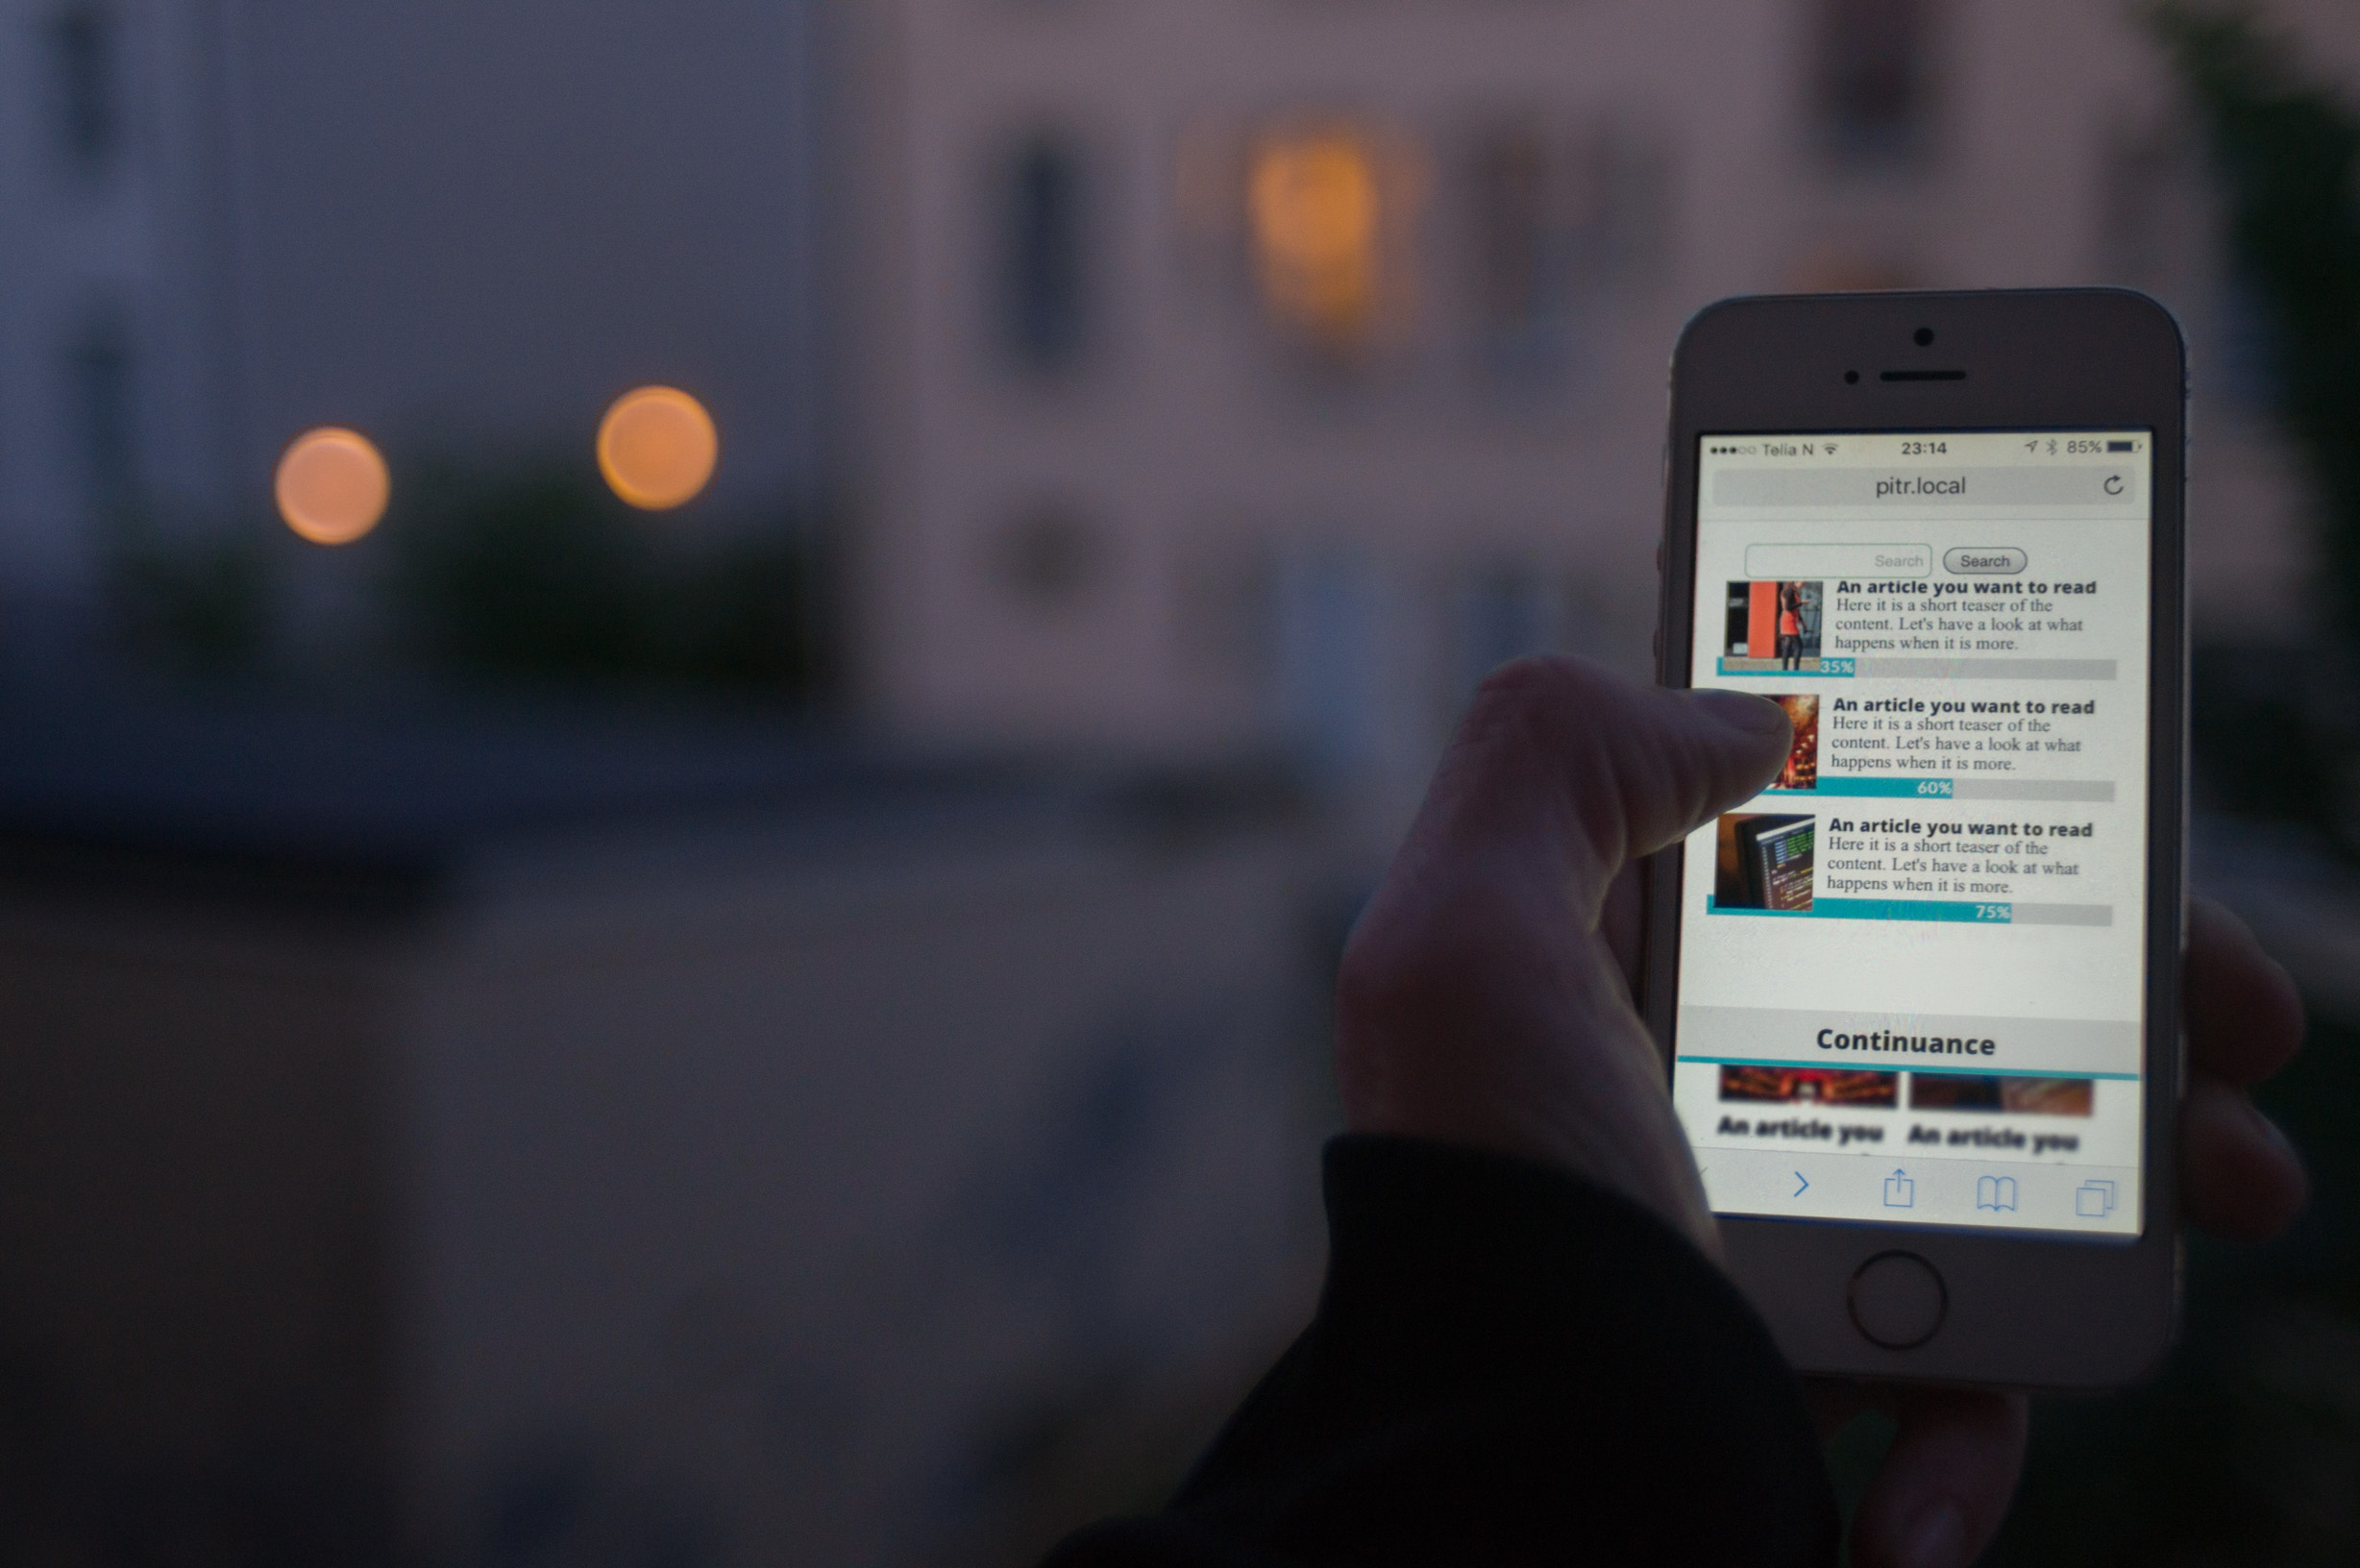 Telia N 23:14 85%
pitr.local
Search Search
An article you want to read
Here it is a short teaser of the
content. Let's have a look at what
happens when it is more.
35%
An article you want to read
Here it is a short teaser of the
content. Let's have a look at what
happens when it is more.
60%
An article you want to read
Here it is a short teaser of the
content. Let's have a look at what
happens when it is more.
75%
Continuance
An article you An article you